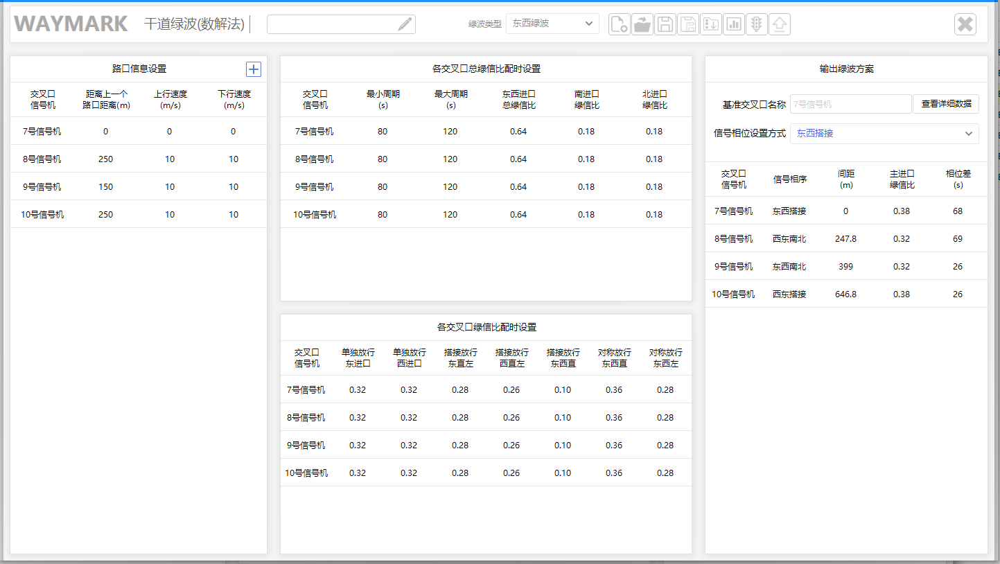 WAYMARK 干道绿波(数解法) 绿波类型 东西绿波
路口信息设置
交叉口信号机 距离上一个路口距离(m) 上行速度(m/s) 下行速度(m/s)
7号信号机 0 0 0
8号信号机 250 10 10
9号信号机 150 10 10
10号信号机 250 10 10
各交叉口总绿信比配时设置
交叉口信号机 最小周期(s) 最大周期(s) 东西进口总绿信比 南进口绿信比 北进口绿信比
7号信号机 80 120 0.64 0.18 0.18
8号信号机 80 120 0.64 0.18 0.18
9号信号机 80 120 0.64 0.18 0.18
10号信号机 80 120 0.64 0.18 0.18
各交叉口绿信比配时设置
交叉口信号机 单独放行东进口 单独放行西进口 搭接放行东直左 搭接放行西直左 搭接放行东西直 对称放行东西直 对称放行东西左
7号信号机 0.32 0.32 0.28 0.26 0.10 0.36 0.28
8号信号机 0.32 0.32 0.28 0.26 0.10 0.36 0.28
9号信号机 0.32 0.32 0.28 0.26 0.10 0.36 0.28
10号信号机 0.32 0.32 0.28 0.26 0.10 0.36 0.28
输出绿波方案
基准交叉口名称 7号信号机 查看详细数据
信号相位设置方式 东西搭接
交叉口信号机 信号相序 间距(m) 主进口绿信比 相位差(s)
7号信号机 东西搭接 0 0.38 68
8号信号机 西东南北 247.8 0.32 69
9号信号机 东西南北 399 0.32 26
10号信号机 西东搭接 646.8 0.38 26